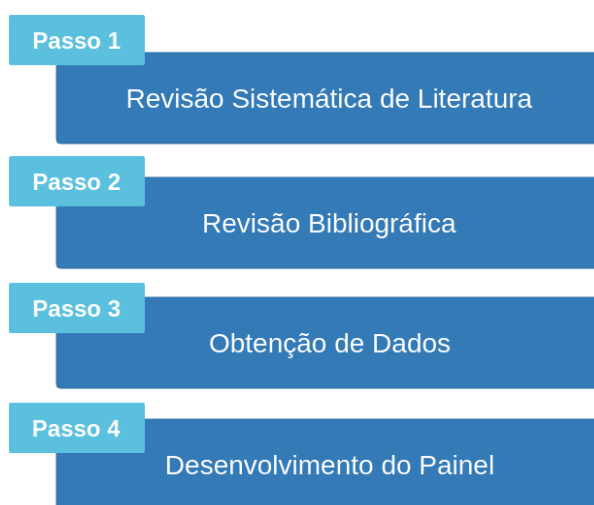 Passo 1
Revisão Sistemática de Literatura
Passo 2
Revisão Bibliográfica
Passo 3
Obtenção de Dados
Passo 4
Desenvolvimento do Painel